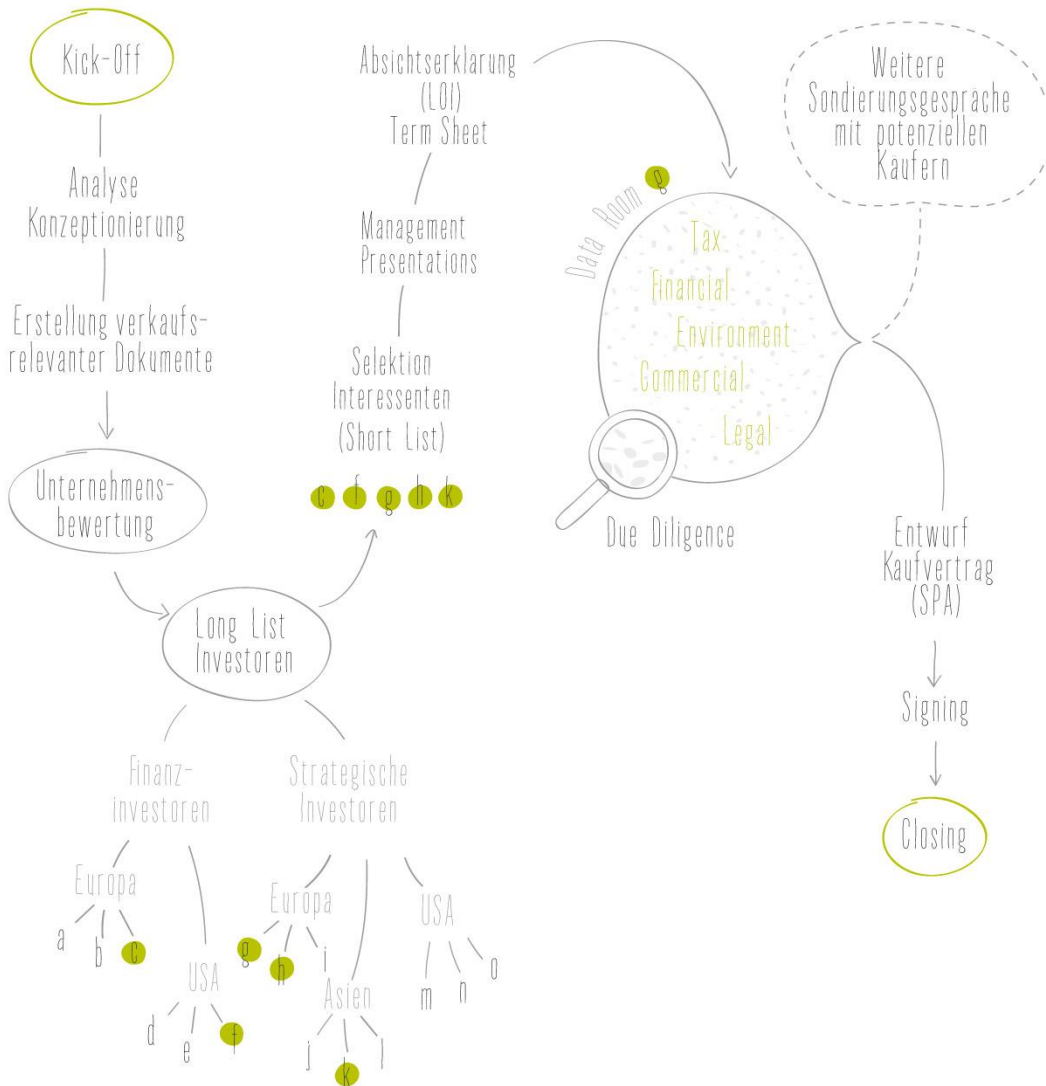 Kick-Off
Analyse
Konzeptionierung
Erstellung verkaufs-
relevanter Dokumente
Unternehmens-
bewertung
Long List
Investoren
Finanz-
investoren
Europa
a
b
c
USA
d
e
f
Strategische
Investoren
Europa
g
h
i
Asien
j
k
l
USA
m
n
o
c f g h k
Selektion
Interessenten
(Short List)
Management
Presentations
Absichtserklärung
(LOI)
Term Sheet
Data Room g
Tax
Financial
Environment
Commercial
Legal
Due Diligence
Weitere
Sondierungsgespräche
mit potenziellen
Kaufern
Entwurf
Kaufvertrag
(SPA)
Signing
Closing